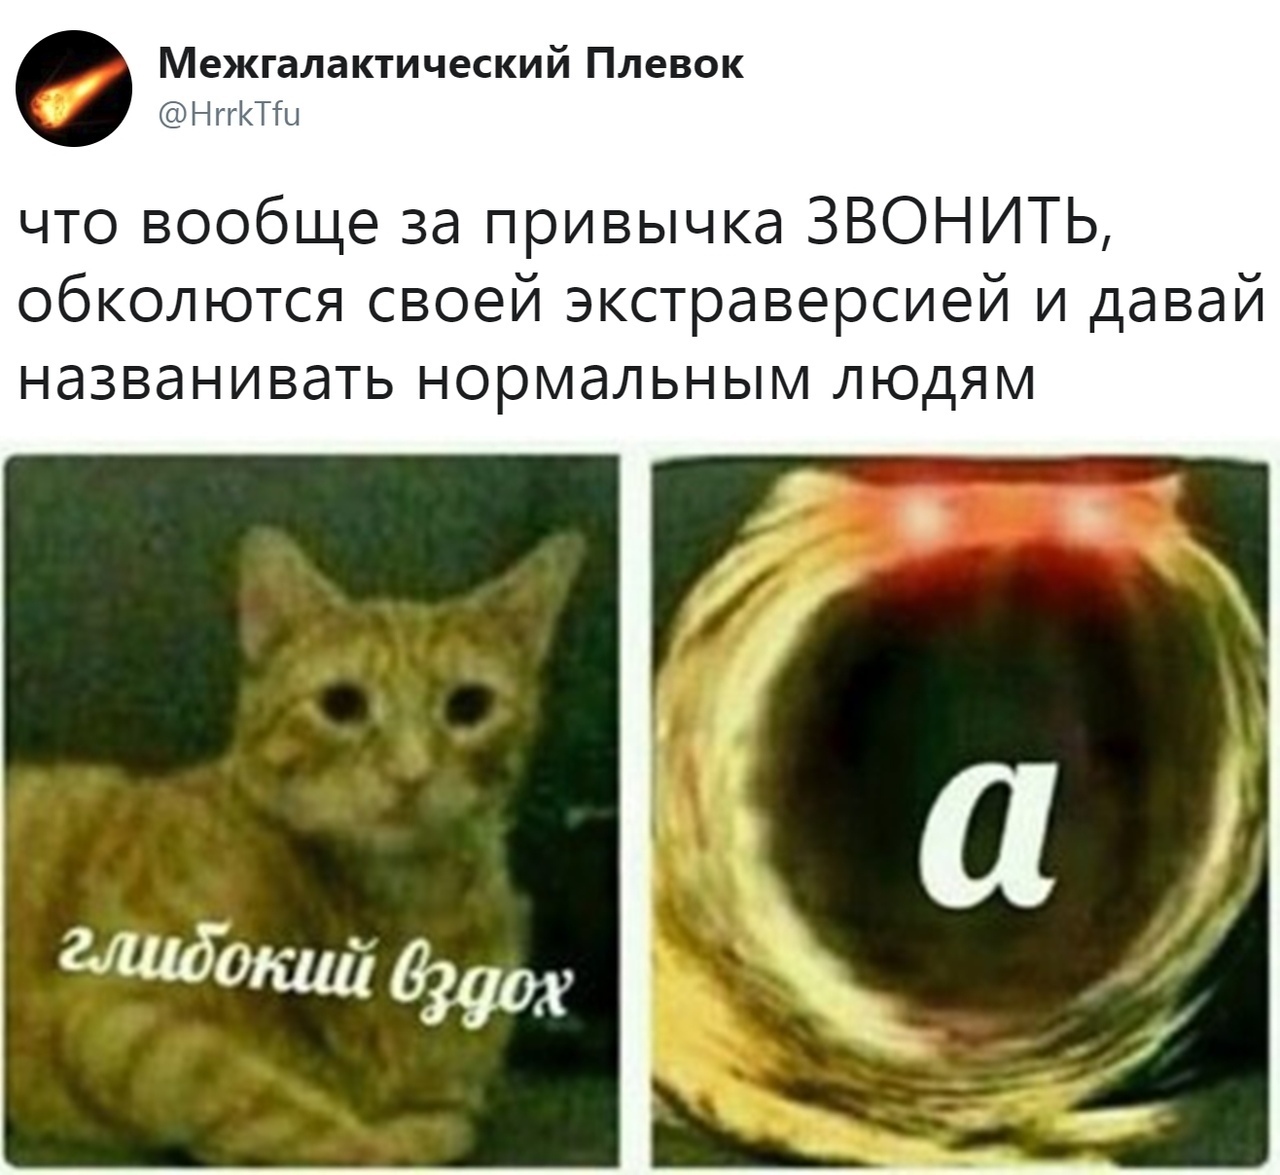 Межгалактический Плевок
@HrrkTfu
что вообще за привычка ЗВОНИТЬ,
обколются своей экстраверсией и давай
названивать нормальным людям
глибокий вздох
а